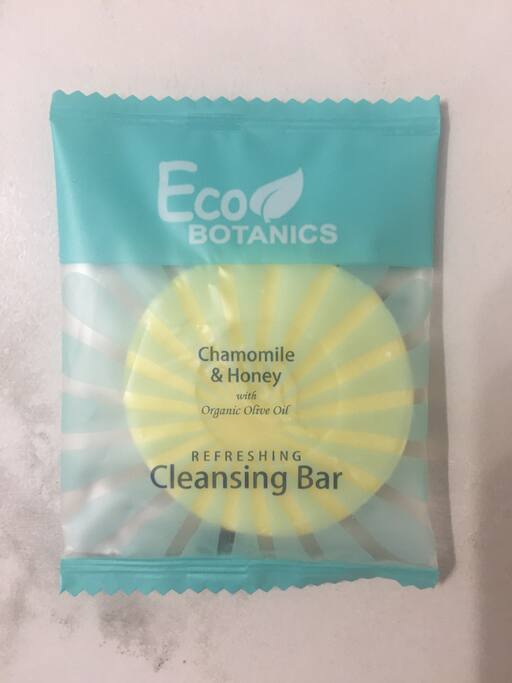 Eco
BOTANICS
Chamomile
& Honey
with
Organic Olive Oil
REFRESHING
Cleansing Bar